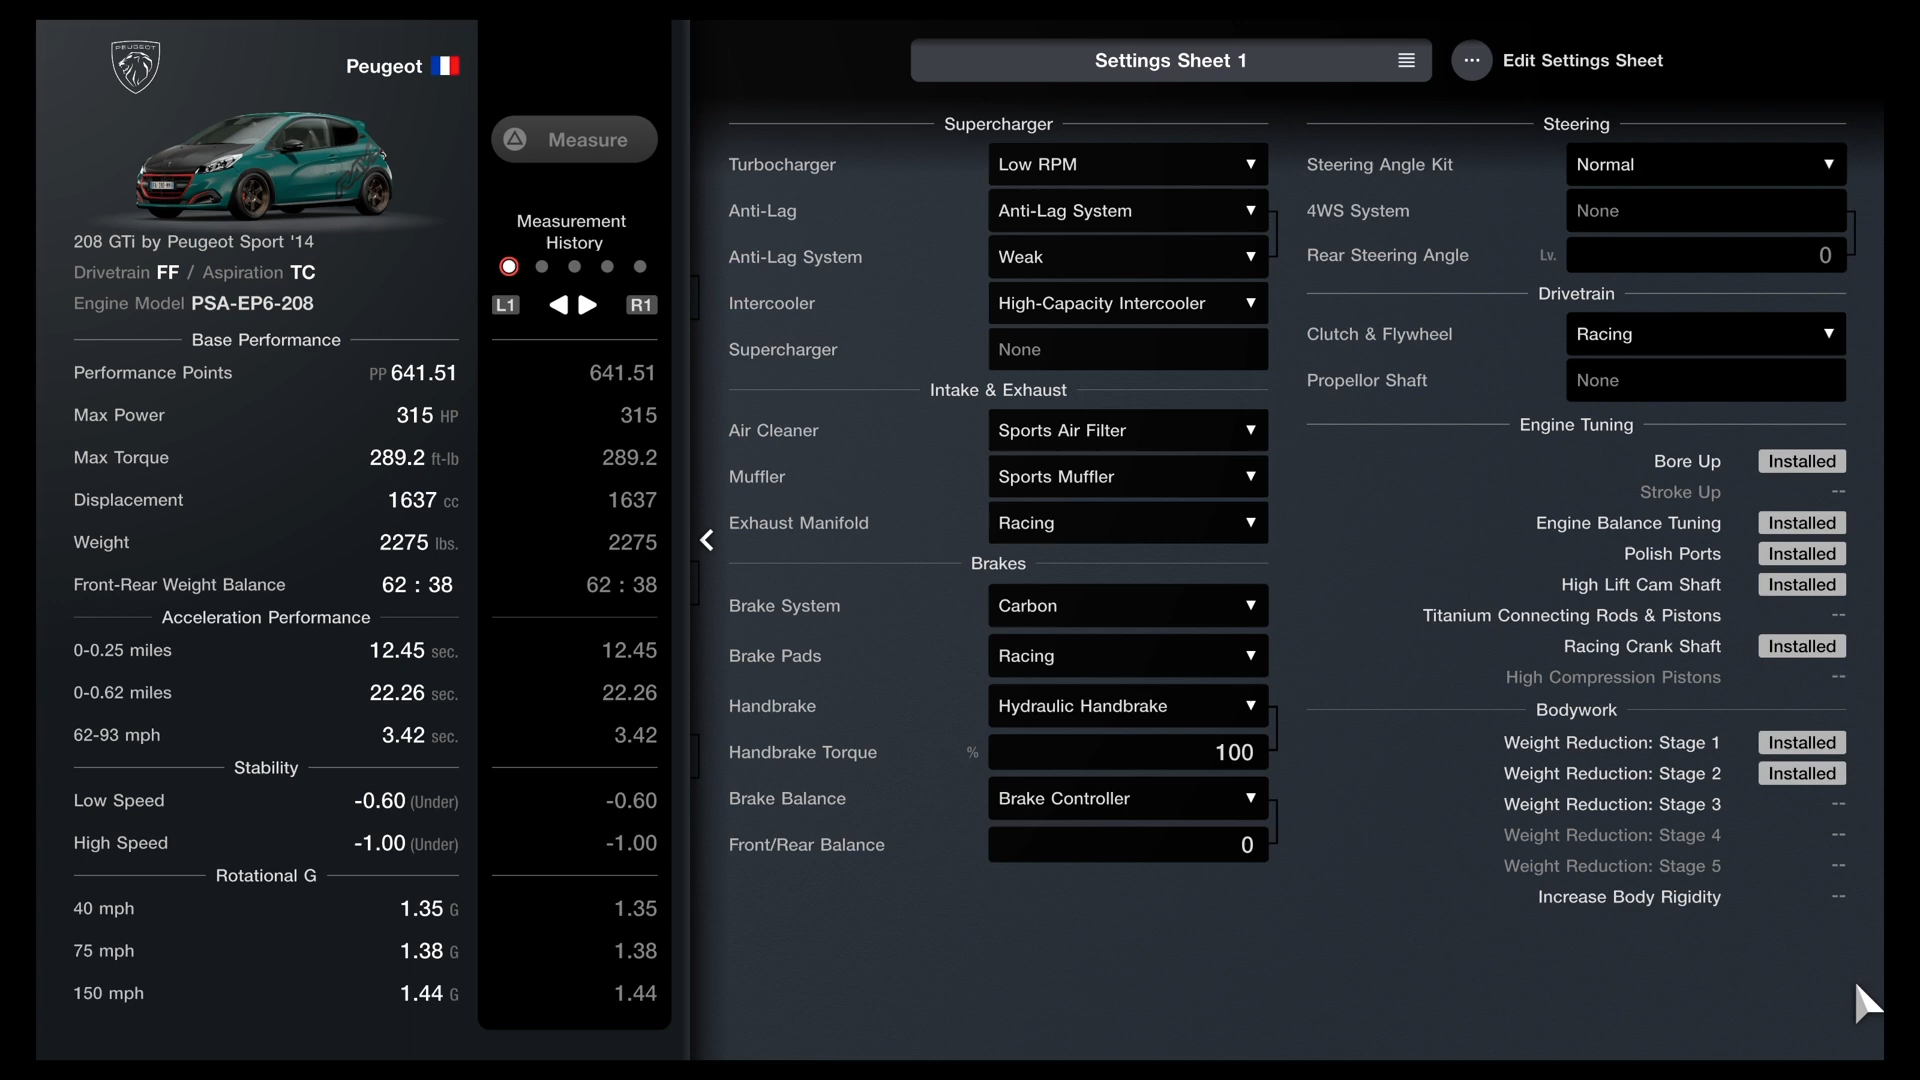 PEUGEOT
Peugeot
208 GTi by Peugeot Sport '14
Drivetrain FF / Aspiration TC
Engine Model PSA-EP6-208
Base Performance
Performance Points PP 641.51
Max Power 315 HP
Max Torque 289.2 ft-lb
Displacement 1637 cc
Weight 2275 lbs.
Front-Rear Weight Balance 62 : 38
Acceleration Performance
0-0.25 miles 12.45 sec.
0-0.62 miles 22.26 sec.
62-93 mph 3.42 sec.
Stability
Low Speed -0.60 (Under)
High Speed -1.00 (Under)
Rotational G
40 mph 1.35 G
75 mph 1.38 G
150 mph 1.44 G
Measure
Measurement
History
L1 R1
641.51
315
289.2
1637
2275
62 : 38
12.45
22.26
3.42
-0.60
-1.00
1.35
1.38
1.44
Settings Sheet 1
Edit Settings Sheet
Supercharger
Turbocharger Low RPM
Anti-Lag Anti-Lag System
Anti-Lag System Weak
Intercooler High-Capacity Intercooler
Supercharger None
Intake & Exhaust
Air Cleaner Sports Air Filter
Muffler Sports Muffler
Exhaust Manifold Racing
Brakes
Brake System Carbon
Brake Pads Racing
Handbrake Hydraulic Handbrake
Handbrake Torque % 100
Brake Balance Brake Controller
Front/Rear Balance 0
Steering
Steering Angle Kit Normal
4WS System None
Rear Steering Angle Lv. 0
Drivetrain
Clutch & Flywheel Racing
Propellor Shaft None
Engine Tuning
Bore Up Installed
Stroke Up --
Engine Balance Tuning Installed
Polish Ports Installed
High Lift Cam Shaft Installed
Titanium Connecting Rods & Pistons --
Racing Crank Shaft Installed
High Compression Pistons --
Bodywork
Weight Reduction: Stage 1 Installed
Weight Reduction: Stage 2 Installed
Weight Reduction: Stage 3 --
Weight Reduction: Stage 4 --
Weight Reduction: Stage 5 --
Increase Body Rigidity --